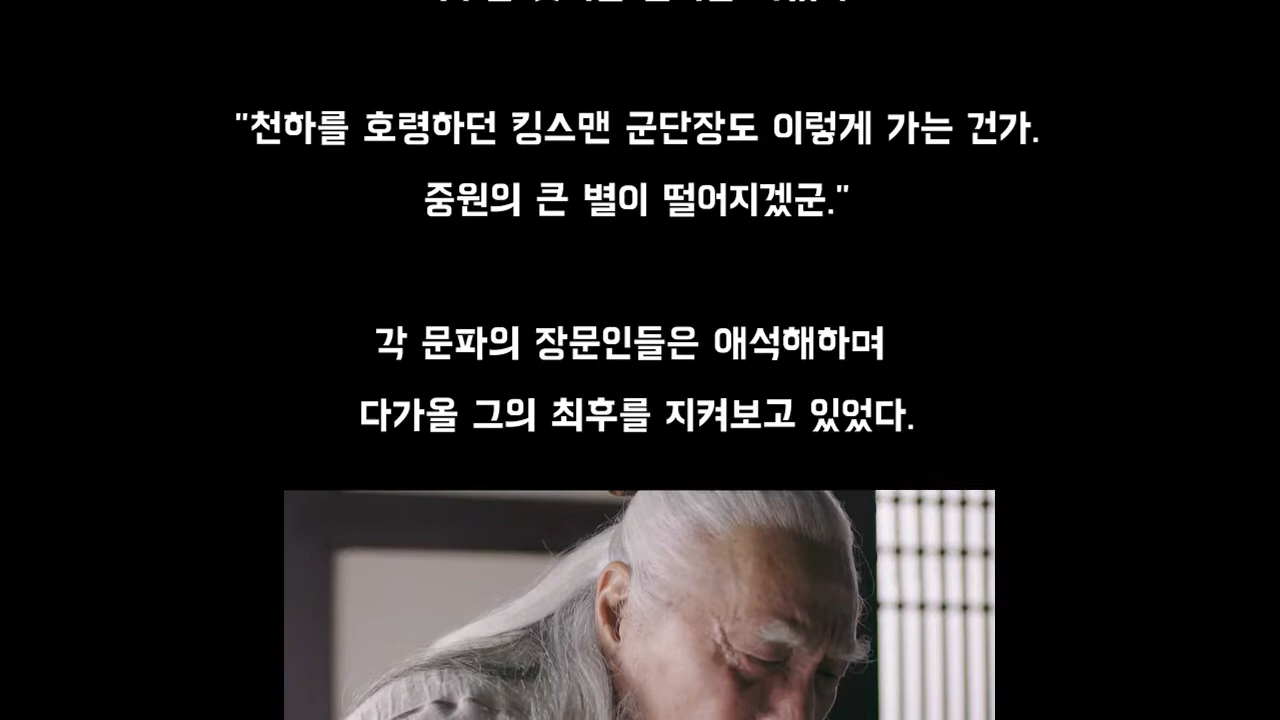 "천하를 호령하던 킹스맨 군단장도 이렇게 가는 건가.
중원의 큰 별이 떨어지겠군."
각 문파의 장문인들은 애석해하며
다가올 그의 최후를 지켜보고 있었다.